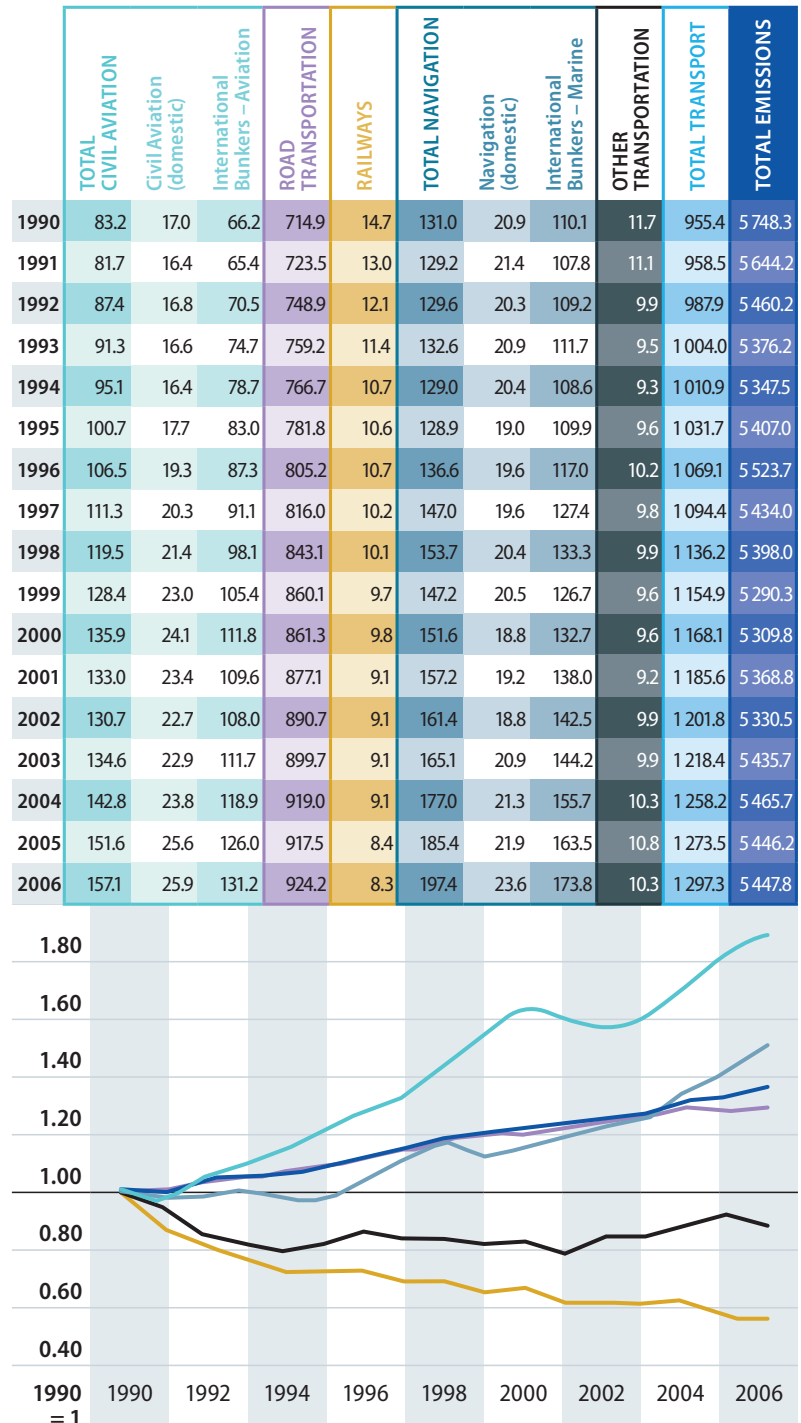 TOTAL
CIVIL AVIATION
Civil Aviation
(domestic)
International
Bunkers – Aviation
ROAD
TRANSPORTATION
RAILWAYS
TOTAL NAVIGATION
Navigation
(domestic)
International
Bunkers – Marine
OTHER
TRANSPORTATION
TOTAL TRANSPORT
TOTAL EMISSIONS
1990 83.2 17.0 66.2 714.9 14.7 131.0 20.9 110.1 11.7 955.4 5 748.3
1991 81.7 16.4 65.4 723.5 13.0 129.2 21.4 107.8 11.1 958.5 5 644.2
1992 87.4 16.8 70.5 748.9 12.1 129.6 20.3 109.2 9.9 987.9 5 460.2
1993 91.3 16.6 74.7 759.2 11.4 132.6 20.9 111.7 9.5 1 004.0 5 376.2
1994 95.1 16.4 78.7 766.7 10.7 129.0 20.4 108.6 9.3 1 010.9 5 347.5
1995 100.7 17.7 83.0 781.8 10.6 128.9 19.0 109.9 9.6 1 031.7 5 407.0
1996 106.5 19.3 87.3 805.2 10.7 136.6 19.6 117.0 10.2 1 069.1 5 523.7
1997 111.3 20.3 91.1 816.0 10.2 147.0 19.6 127.4 9.8 1 094.4 5 434.0
1998 119.5 21.4 98.1 843.1 10.1 153.7 20.4 133.3 9.9 1 136.2 5 398.0
1999 128.4 23.0 105.4 860.1 9.7 147.2 20.5 126.7 9.6 1 154.9 5 290.3
2000 135.9 24.1 111.8 861.3 9.8 151.6 18.8 132.7 9.6 1 168.1 5 309.8
2001 133.0 23.4 109.6 877.1 9.1 157.2 19.2 138.0 9.2 1 185.6 5 368.8
2002 130.7 22.7 108.0 890.7 9.1 161.4 18.8 142.5 9.9 1 201.8 5 330.5
2003 134.6 22.9 111.7 899.7 9.1 165.1 20.9 144.2 9.9 1 218.4 5 435.7
2004 142.8 23.8 118.9 919.0 9.1 177.0 21.3 155.7 10.3 1 258.2 5 465.7
2005 151.6 25.6 126.0 917.5 8.4 185.4 21.9 163.5 10.8 1 273.5 5 446.2
2006 157.1 25.9 131.2 924.2 8.3 197.4 23.6 173.8 10.3 1 297.3 5 447.8
1.80
1.60
1.40
1.20
1.00
0.80
0.60
0.40
1990 1990 1992 1994 1996 1998 2000 2002 2004 2006
= 1